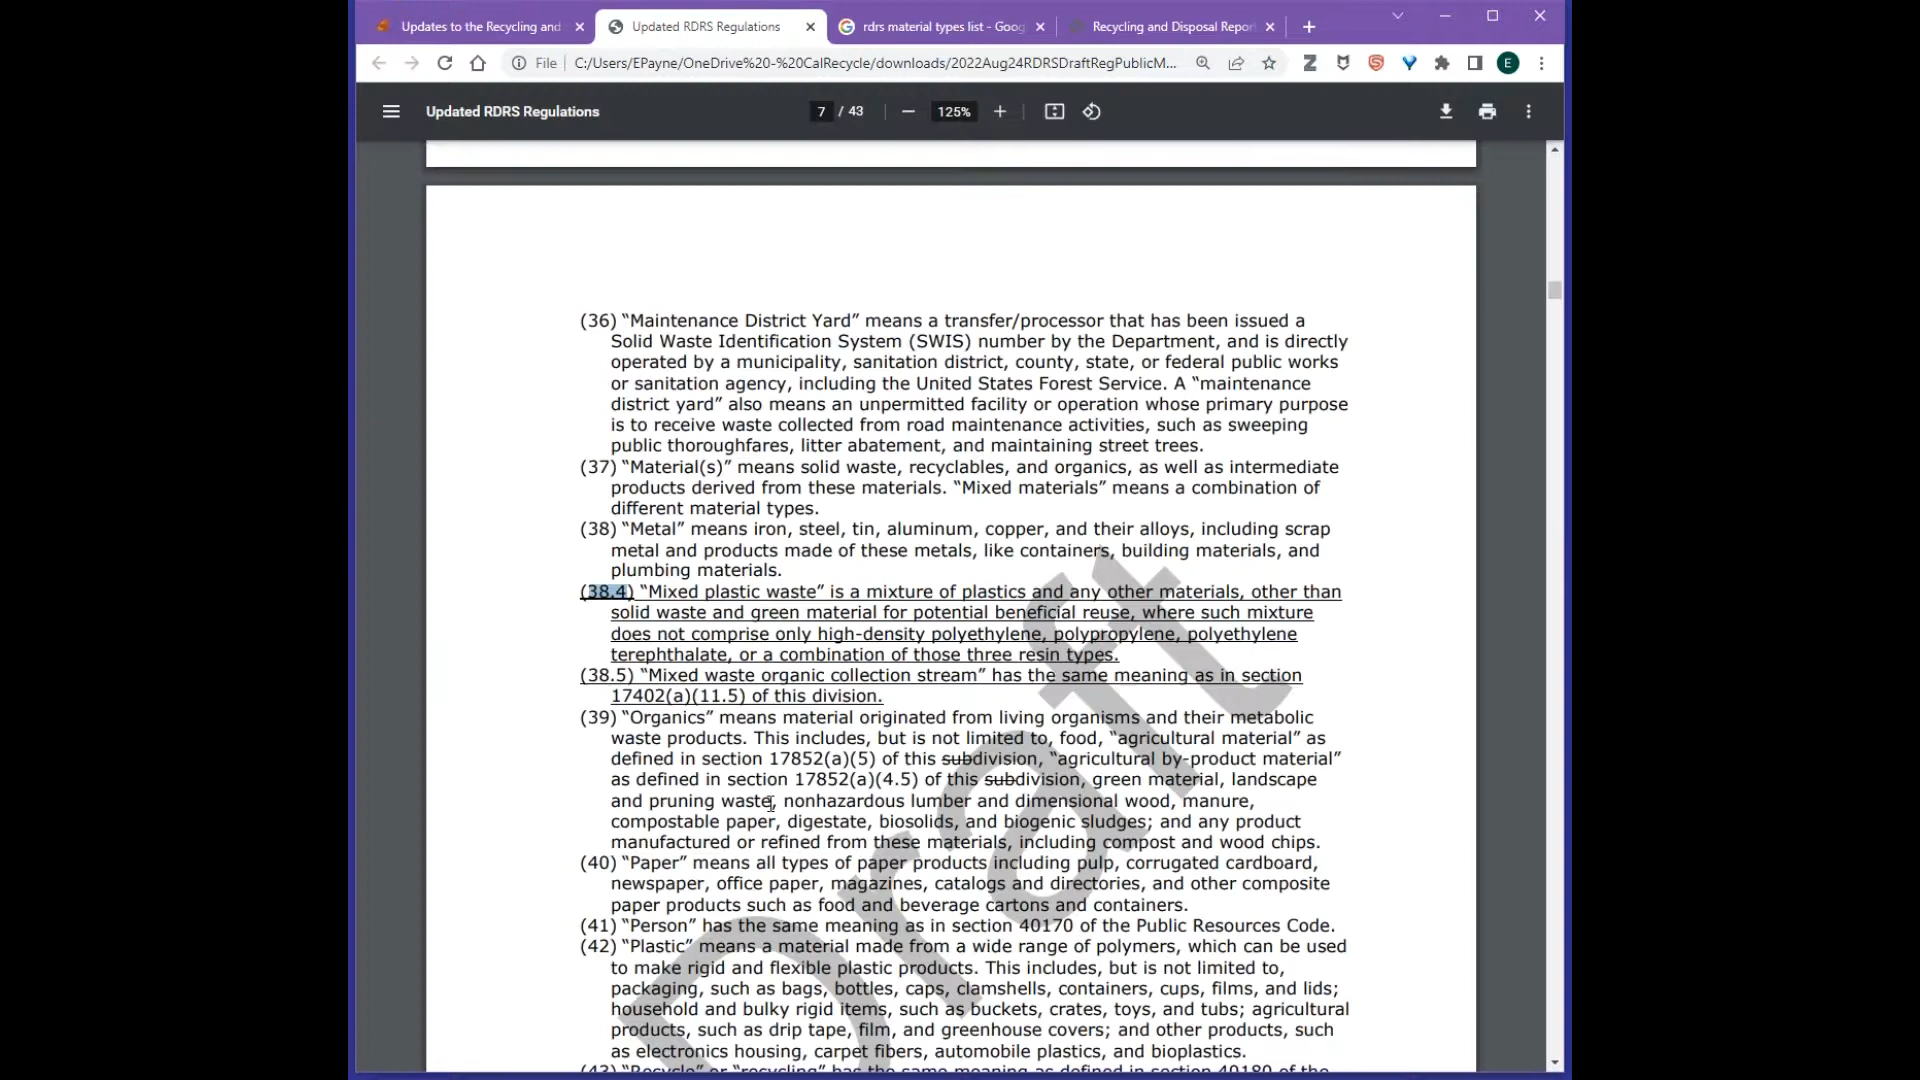 Updates to the Recycling and
Updated RDRS Regulations
rdrs material types list - Goog
Recycling and Disposal Repor
File
C:/Users/EPayne/OneDrive%20-%20CalRecycle/downloads/2022Aug24RDRSDraftRegPublicM...
E
Updated RDRS Regulations
7 / 43
125%
(36) “Maintenance District Yard” means a transfer/processor that has been issued a
Solid Waste Identification System (SWIS) number by the Department, and is directly
operated by a municipality, sanitation district, county, state, or federal public works
or sanitation agency, including the United States Forest Service. A “maintenance
district yard” also means an unpermitted facility or operation whose primary purpose
is to receive waste collected from road maintenance activities, such as sweeping
public thoroughfares, litter abatement, and maintaining street trees.
(37) “Material(s)” means solid waste, recyclables, and organics, as well as intermediate
products derived from these materials. “Mixed materials” means a combination of
different material types.
(38) “Metal” means iron, steel, tin, aluminum, copper, and their alloys, including scrap
metal and products made of these metals, like containers, building materials, and
plumbing materials.
(38.4) “Mixed plastic waste” is a mixture of plastics and any other materials, other than
solid waste and green material for potential beneficial reuse, where such mixture
does not comprise only high-density polyethylene, polypropylene, polyethylene
terephthalate, or a combination of those three resin types.
(38.5) “Mixed waste organic collection stream” has the same meaning as in section
17402(a)(11.5) of this division.
(39) “Organics” means material originated from living organisms and their metabolic
waste products. This includes, but is not limited to, food, “agricultural material” as
defined in section 17852(a)(5) of this subdivision, “agricultural by-product material”
as defined in section 17852(a)(4.5) of this subdivision, green material, landscape
and pruning waste, nonhazardous lumber and dimensional wood, manure,
compostable paper, digestate, biosolids, and biogenic sludges; and any product
manufactured or refined from these materials, including compost and wood chips.
(40) “Paper” means all types of paper products including pulp, corrugated cardboard,
newspaper, office paper, magazines, catalogs and directories, and other composite
paper products such as food and beverage cartons and containers.
(41) “Person” has the same meaning as in section 40170 of the Public Resources Code.
(42) “Plastic” means a material made from a wide range of polymers, which can be used
to make rigid and flexible plastic products. This includes, but is not limited to,
packaging, such as bags, bottles, caps, clamshells, containers, cups, films, and lids;
household and bulky rigid items, such as buckets, crates, toys, and tubs; agricultural
products, such as drip tape, film, and greenhouse covers; and other products, such
as electronics housing, carpet fibers, automobile plastics, and bioplastics.
(43) “Recycle” or “recycling” has the same meaning as defined in section 40180 of the
Draft